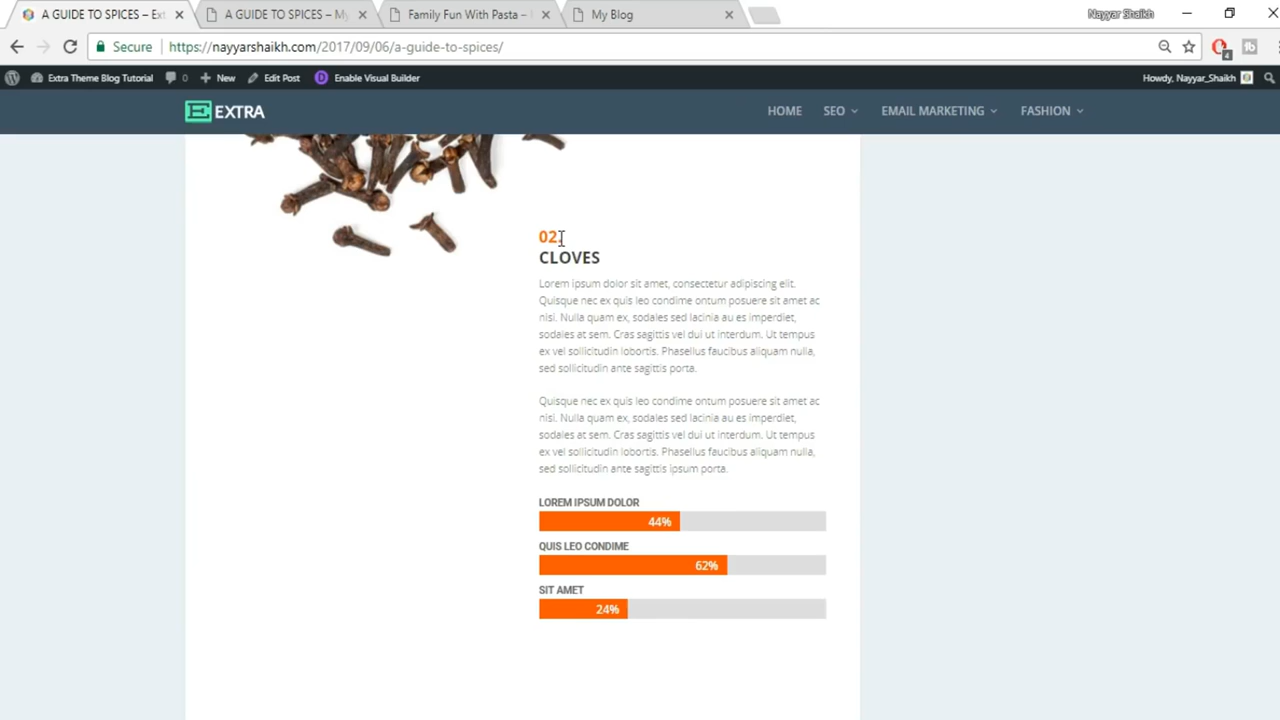 A GUIDE TO SPICES – Ext
A GUIDE TO SPICES – My
Family Fun With Pasta –
My Blog
Nayyar Shaikh
Secure
https://nayyarshaikh.com/2017/09/06/a-guide-to-spices/
4
Extra Theme Blog Tutorial
0
New
Edit Post
D
Enable Visual Builder
Howdy, Nayyar_Shaikh
E EXTRA
HOME
SEO
EMAIL MARKETING
FASHION
02.
CLOVES
Lorem ipsum dolor sit amet, consectetur adipiscing elit.
Quisque nec ex quis leo condime ontum posuere sit amet ac
nisi. Nulla quam ex, sodales sed lacinia au es imperdiet,
sodales at sem. Cras sagittis vel dui ut interdum. Ut tempus
ex vel sollicitudin lobortis. Phasellus faucibus aliquam nulla,
sed sollicitudin ante sagittis porta.
Quisque nec ex quis leo condime ontum posuere sit amet ac
nisi. Nulla quam ex, sodales sed lacinia au es imperdiet,
sodales at sem. Cras sagittis vel dui ut interdum. Ut tempus
ex vel sollicitudin lobortis. Phasellus faucibus aliquam nulla,
sed sollicitudin ante sagittis ipsum porta.
LOREM IPSUM DOLOR
44%
QUIS LEO CONDIME
62%
SIT AMET
24%